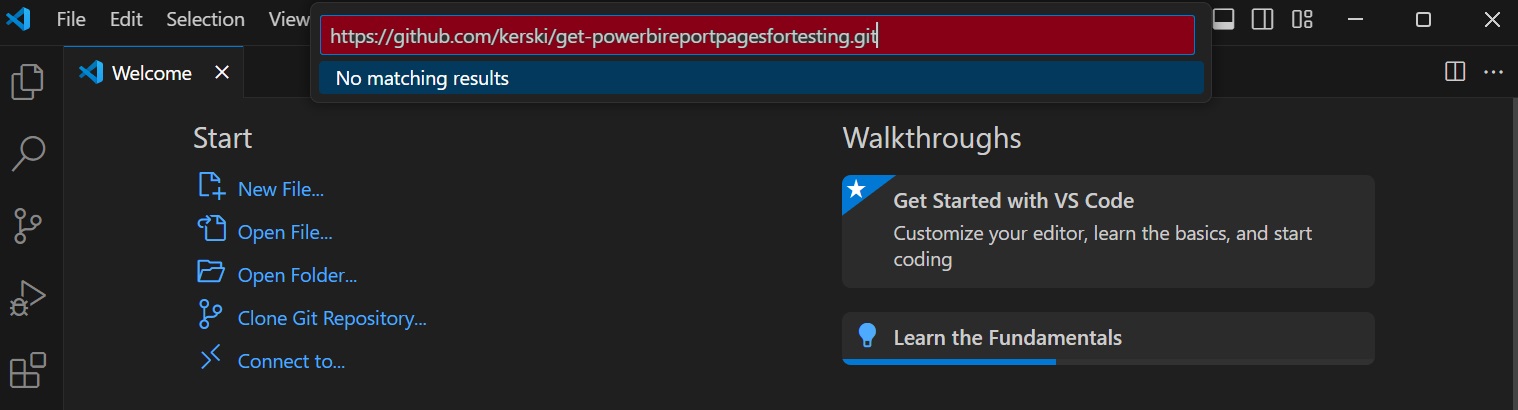 File Edit Selection View
https://github.com/kerski/get-powerbireportpagesfortesting.git
No matching results
Welcome
Start
New File...
Open File...
Open Folder...
Clone Git Repository...
Connect to...
Walkthroughs
Get Started with VS Code
Customize your editor, learn the basics, and start
coding
Learn the Fundamentals